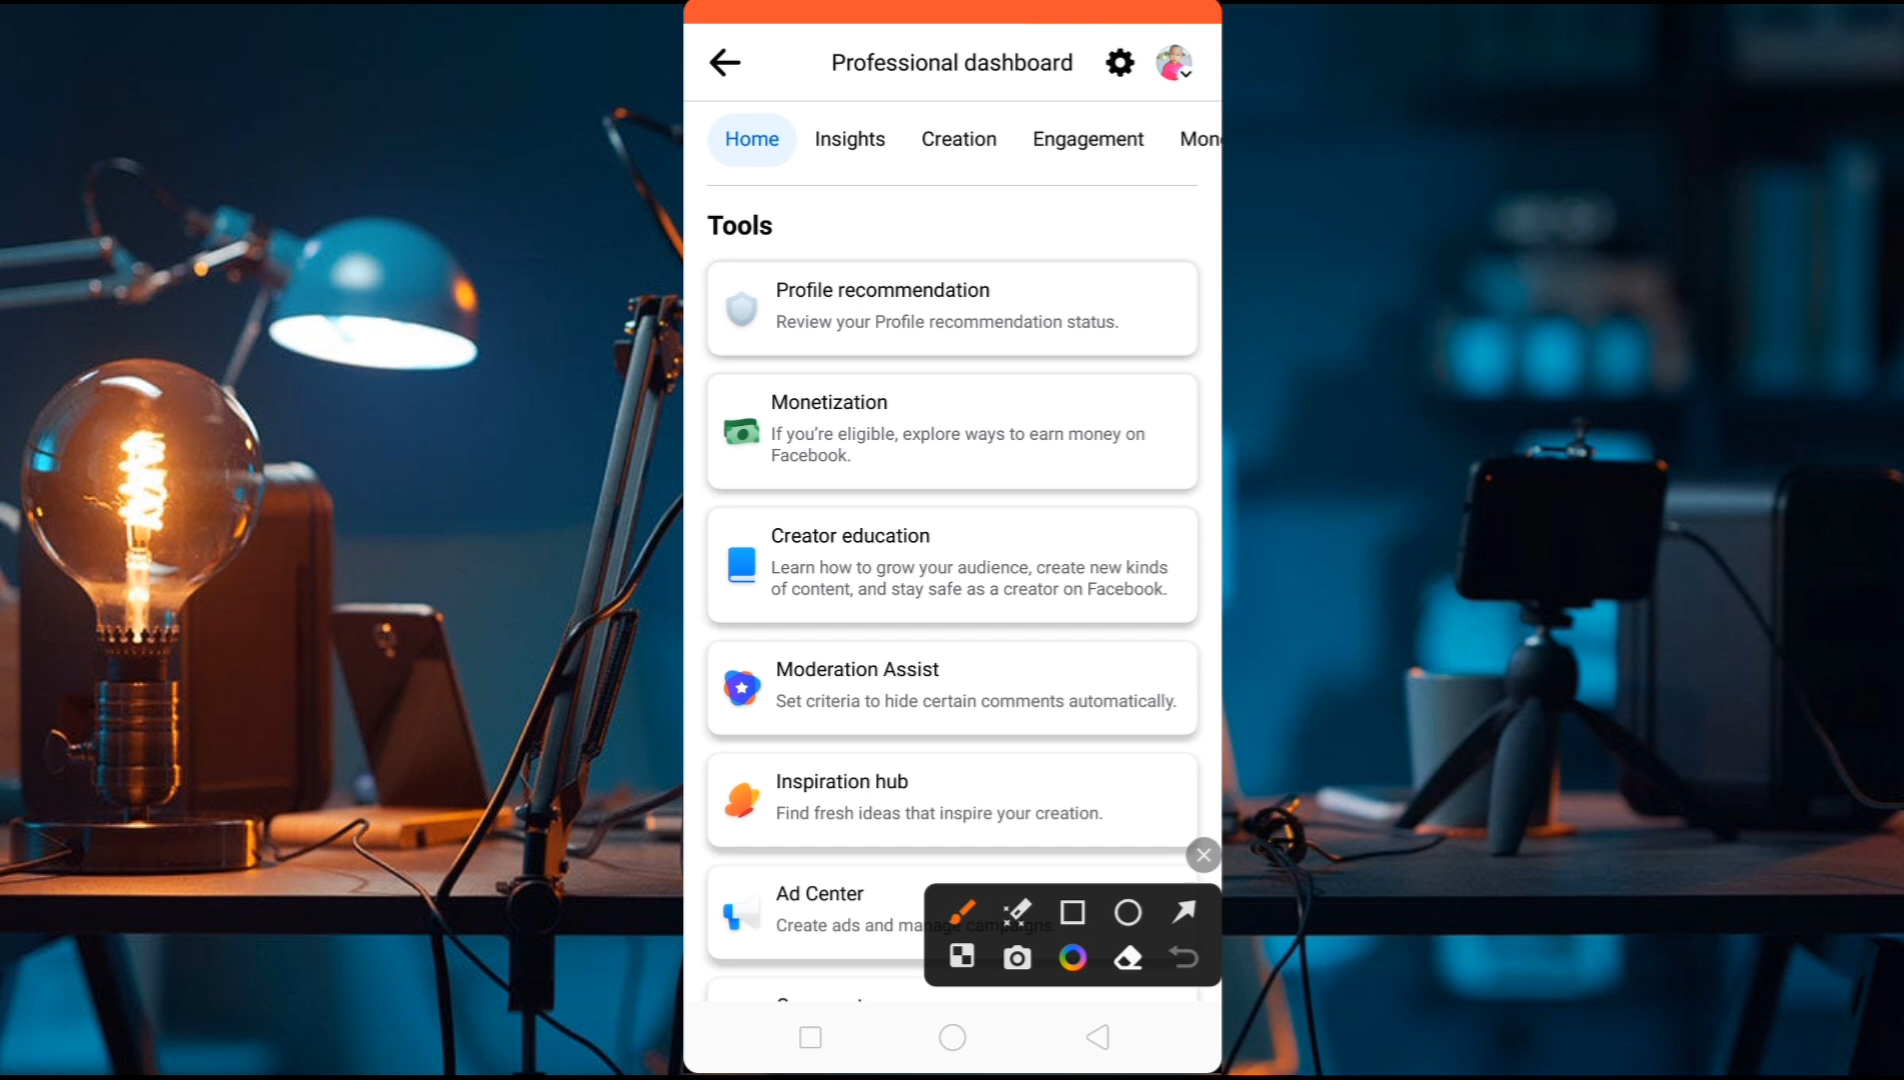 Professional dashboard
Home Insights Creation Engagement Mon
Tools
Profile recommendation
Review your Profile recommendation status.
Monetization
If you’re eligible, explore ways to earn money on
Facebook.
Creator education
Learn how to grow your audience, create new kinds
of content, and stay safe as a creator on Facebook.
Moderation Assist
Set criteria to hide certain comments automatically.
Inspiration hub
Find fresh ideas that inspire your creation.
Ad Center
Create ads and manage campaigns.